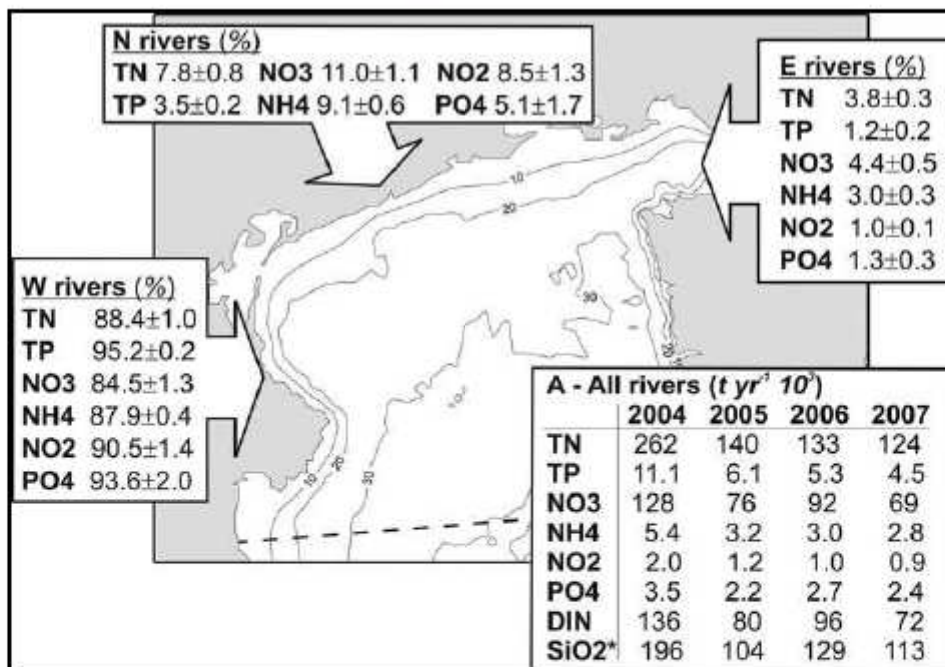 N rivers (%)
TN 7.8±0.8 NO3 11.0±1.1 NO2 8.5±1.3
TP 3.5±0.2 NH4 9.1±0.6 PO4 5.1±1.7
E rivers (%)
TN 3.8±0.3
TP 1.2±0.2
NO3 4.4±0.5
NH4 3.0±0.3
NO2 1.0±0.1
PO4 1.3±0.3
10
20
30
W rivers (%)
TN 88.4±1.0
TP 95.2±0.2
NO3 84.5±1.3
NH4 87.9±0.4
NO2 90.5±1.4
PO4 93.6±2.0
20
10
20
30
A - All rivers (t yr⁻¹ 10³)
2004 2005 2006 2007
TN 262 140 133 124
TP 11.1 6.1 5.3 4.5
NO3 128 76 92 69
NH4 5.4 3.2 3.0 2.8
NO2 2.0 1.2 1.0 0.9
PO4 3.5 2.2 2.7 2.4
DIN 136 80 96 72
SiO2* 196 104 129 113